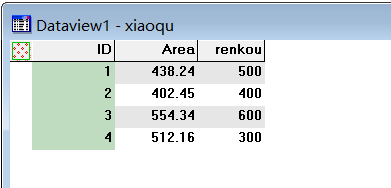 Dataview1 - xiaoqu
ID Area renkou
1 438.24 500
2 402.45 400
3 554.34 600
4 512.16 300